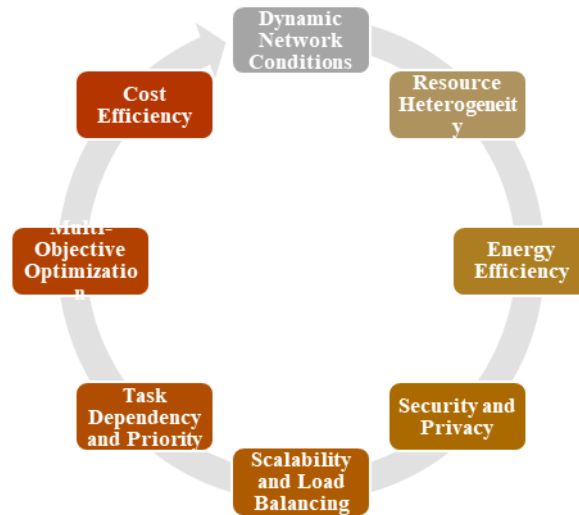 Dynamic
Network
Conditions
Resource
Heterogeneit
y
Energy
Efficiency
Security and
Privacy
Scalability
and Load
Balancing
Task
Dependency
and Priority
Multi-
Objective
Optimizatio
n
Cost
Efficiency